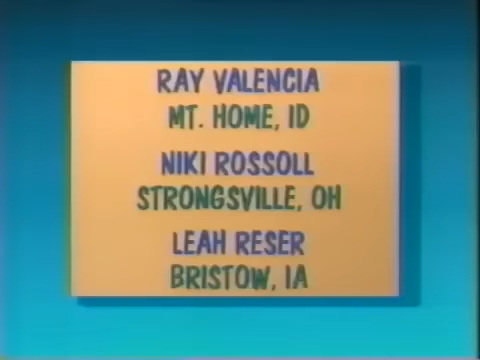 RAY VALENCIA
MT. HOME, ID
NIKI ROSSOLL
STRONGSVILLE, OH
LEAH RESER
BRISTOW, IA